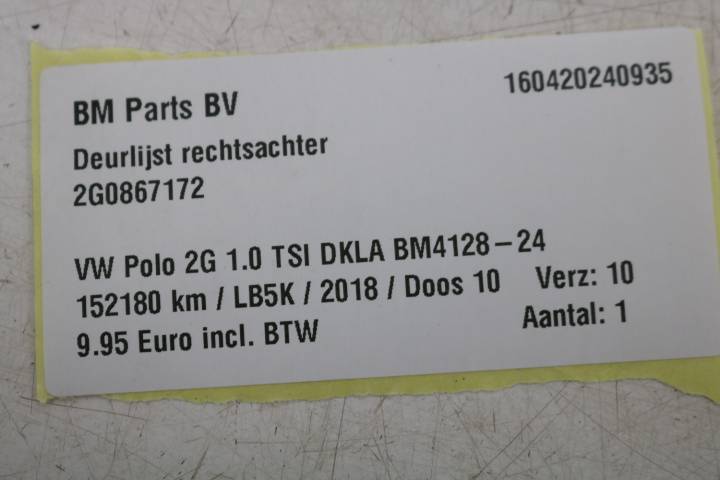 BM Parts BV 160420240935
Deurlijst rechtsachter
2G0867172
VW Polo 2G 1.0 TSI DKLA BM4128-24
152180 km / LB5K / 2018 / Doos 10 Verz: 10
9.95 Euro incl. BTW Aantal: 1